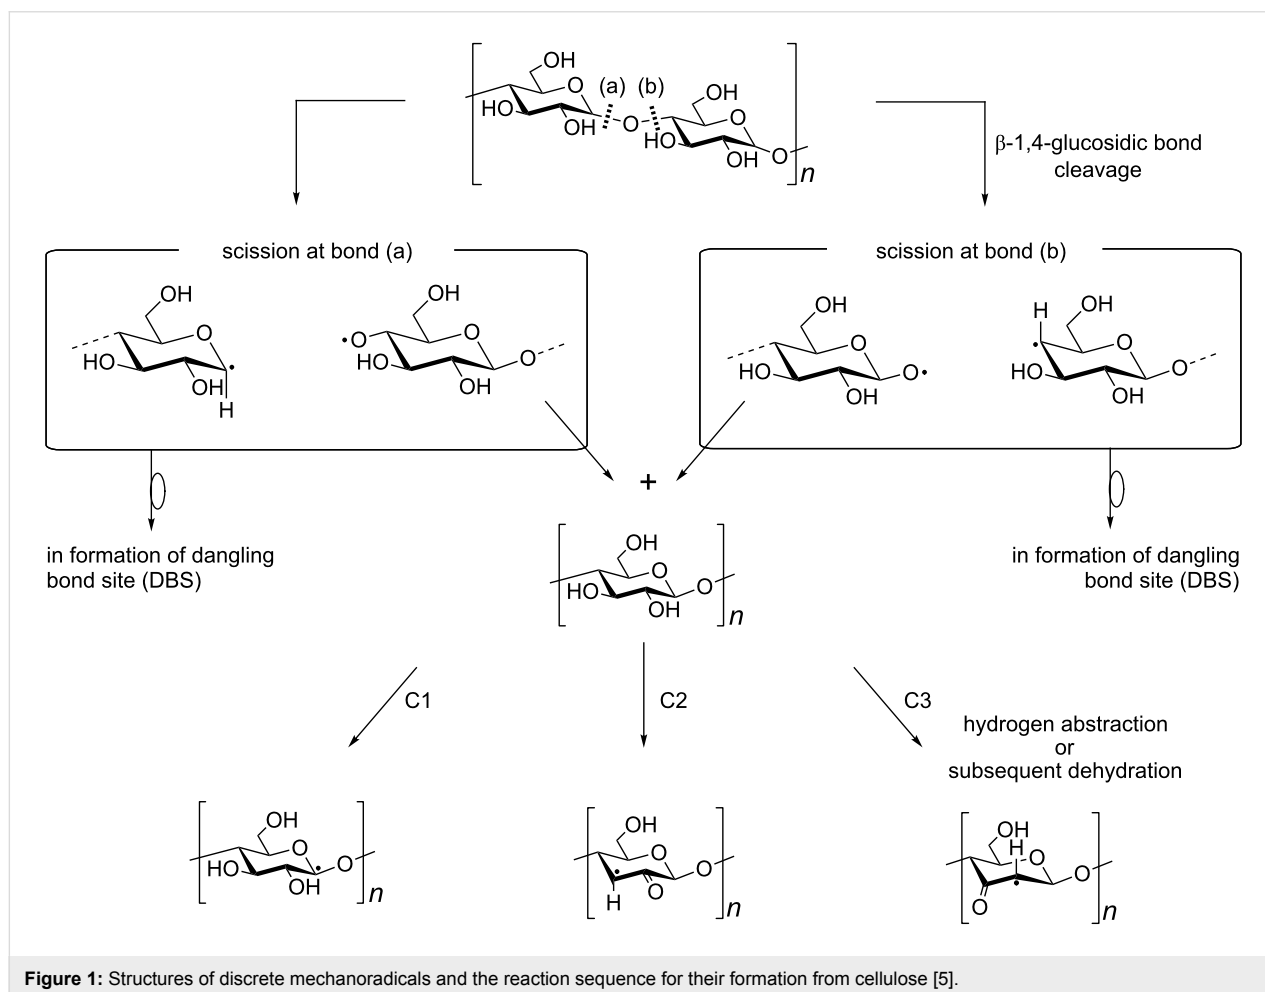 OH
O
(a) (b)
HO
OH
O
OH
O
HO
OH
O
n
β-1,4-glucosidic bond
cleavage
scission at bond (a)
OH
O
HO
OH
H
OH
•O
O
HO
OH
O
scission at bond (b)
OH
O
HO
OH
O•
H
OH
O
HO
OH
O
+
in formation of dangling
bond site (DBS)
in formation of dangling
bond site (DBS)
OH
O
HO
OH
O
n
C1
C2
C3
hydrogen abstraction
or
subsequent dehydration
OH
O
HO
OH
O
n
OH
O
H
O
O
n
OH
H
O
O
O
n
Figure 1: Structures of discrete mechanoradicals and the reaction sequence for their formation from cellulose [5].